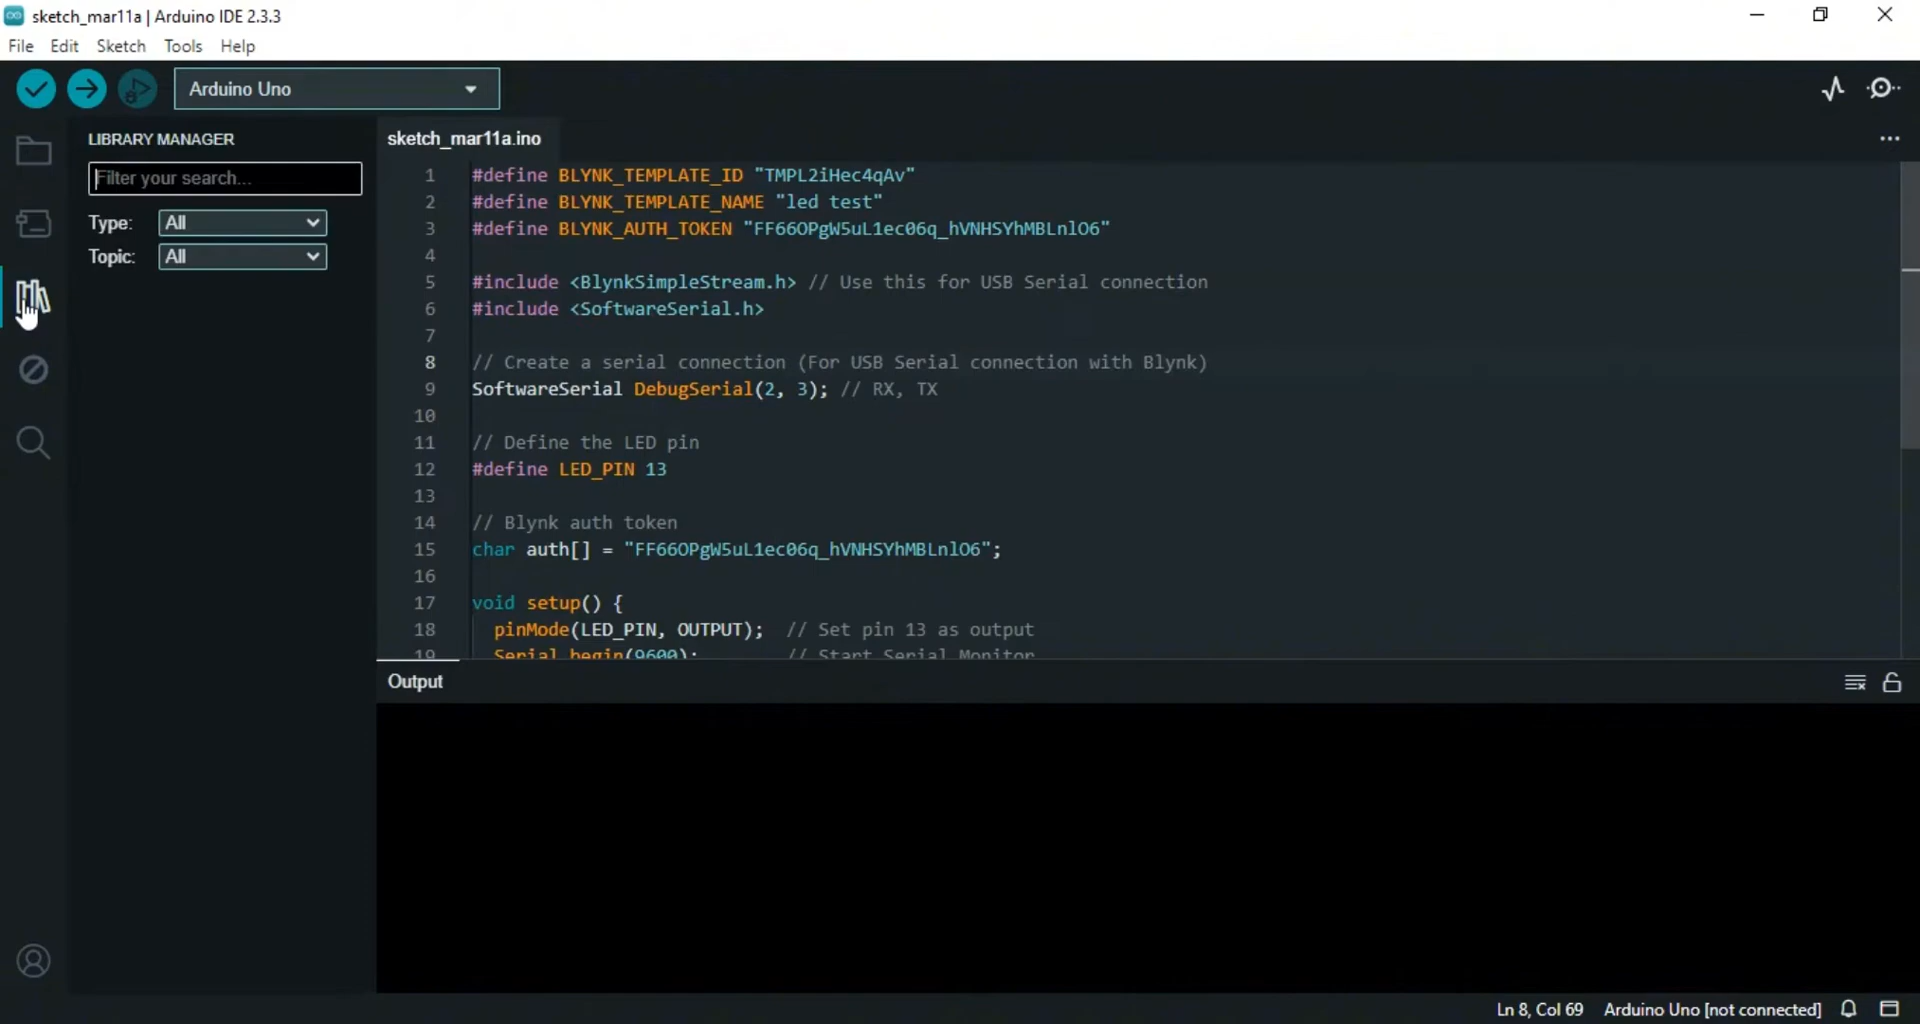 sketch_mar11a | Arduino IDE 2.3.3
File Edit Sketch Tools Help
Arduino Uno
LIBRARY MANAGER
Filter your search...
Type: All
Topic: All
sketch_mar11a.ino
1 #define BLYNK_TEMPLATE_ID "TMPL2iHec4qAv"
2 #define BLYNK_TEMPLATE_NAME "led test"
3 #define BLYNK_AUTH_TOKEN "FF66OPgW5uL1ec06q_hVNHSYhMBLnlO6"
4
5 #include <BlynkSimpleStream.h> // Use this for USB Serial connection
6 #include <SoftwareSerial.h>
7
8 // Create a serial connection (For USB Serial connection with Blynk)
9 SoftwareSerial DebugSerial(2, 3); // RX, TX
10
11 // Define the LED pin
12 #define LED_PIN 13
13
14 // Blynk auth token
15 char auth[] = "FF66OPgW5uL1ec06q_hVNHSYhMBLnlO6";
16
17 void setup() {
18 pinMode(LED_PIN, OUTPUT); // Set pin 13 as output
19 Serial.begin(9600); // Start Serial Monitor
Output
Ln 8, Col 69 Arduino Uno [not connected]